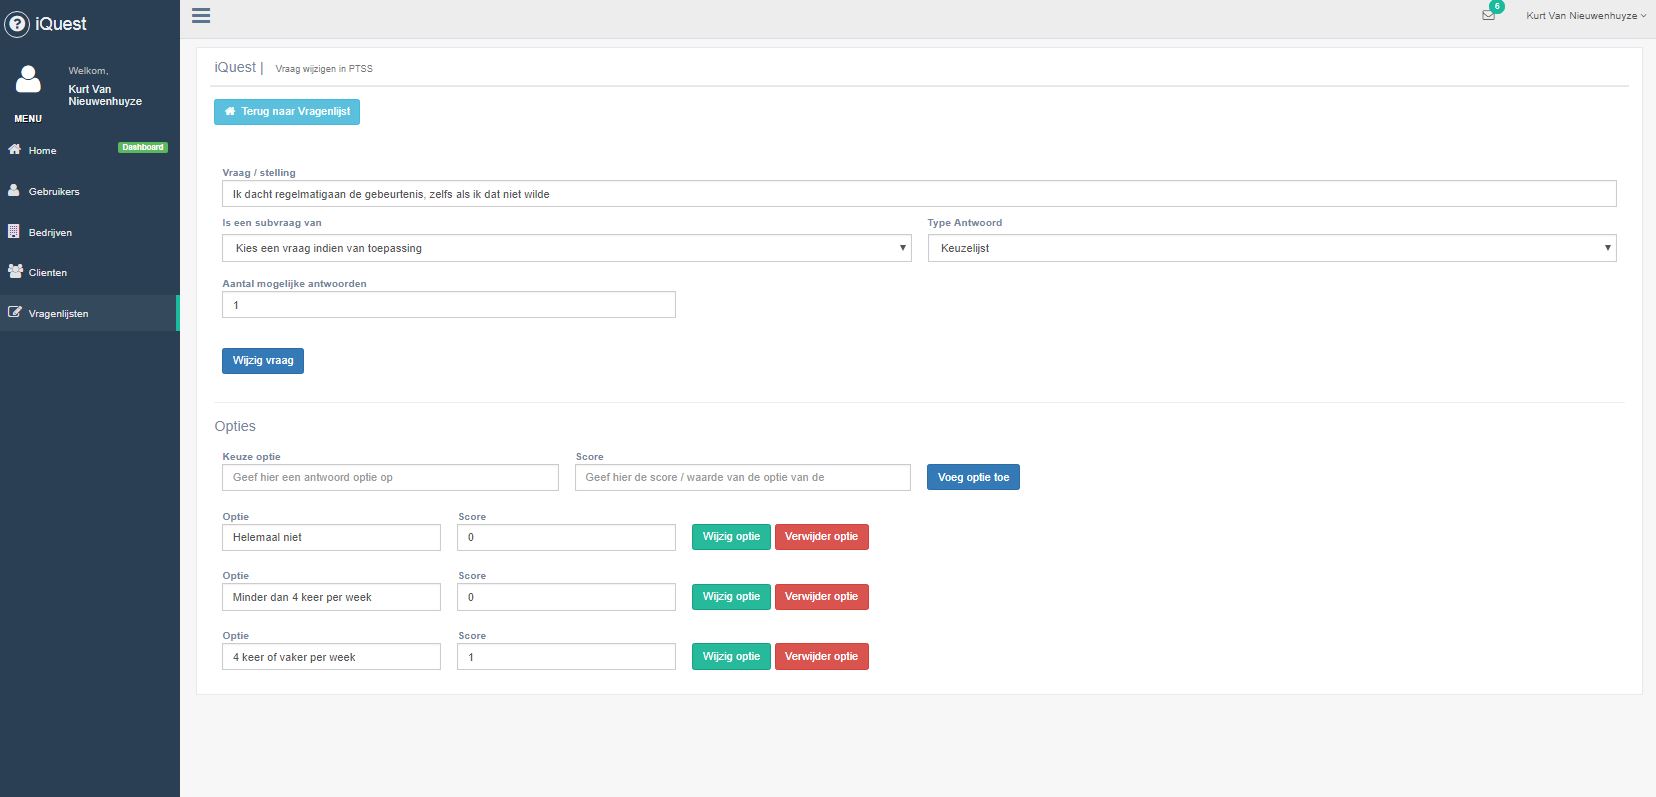 iQuest
6
Kurt Van Nieuwenhuyze
Welkom,
Kurt Van
Nieuwenhuyze
MENU
Home
Dashboard
Gebruikers
Bedrijven
Clienten
Vragenlijsten
iQuest | Vraag wijzigen in PTSS
Terug naar Vragenlijst
Vraag / stelling
Ik dacht regelmatigaan de gebeurtenis, zelfs als ik dat niet wilde
Is een subvraag van
Type Antwoord
Kies een vraag indien van toepassing
Keuzelijst
Aantal mogelijke antwoorden
1
Wijzig vraag
Opties
Keuze optie
Score
Geef hier een antwoord optie op
Geef hier de score / waarde van de optie van de
Voeg optie toe
Optie
Score
Helemaal niet
0
Wijzig optie
Verwijder optie
Optie
Score
Minder dan 4 keer per week
0
Wijzig optie
Verwijder optie
Optie
Score
4 keer of vaker per week
1
Wijzig optie
Verwijder optie